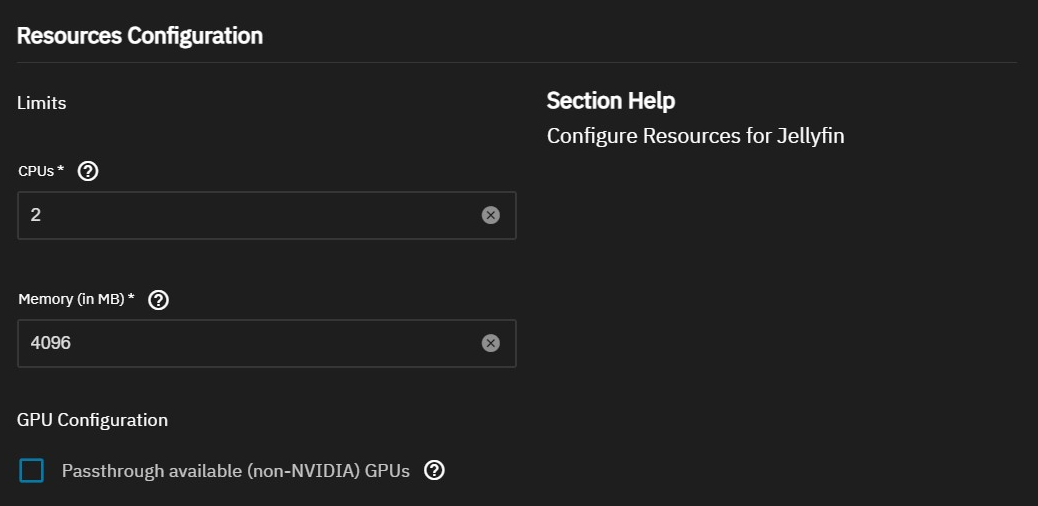 Resources Configuration
Limits
CPUs *
2
Memory (in MB) *
4096
GPU Configuration
Passthrough available (non-NVIDIA) GPUs
Section Help
Configure Resources for Jellyfin